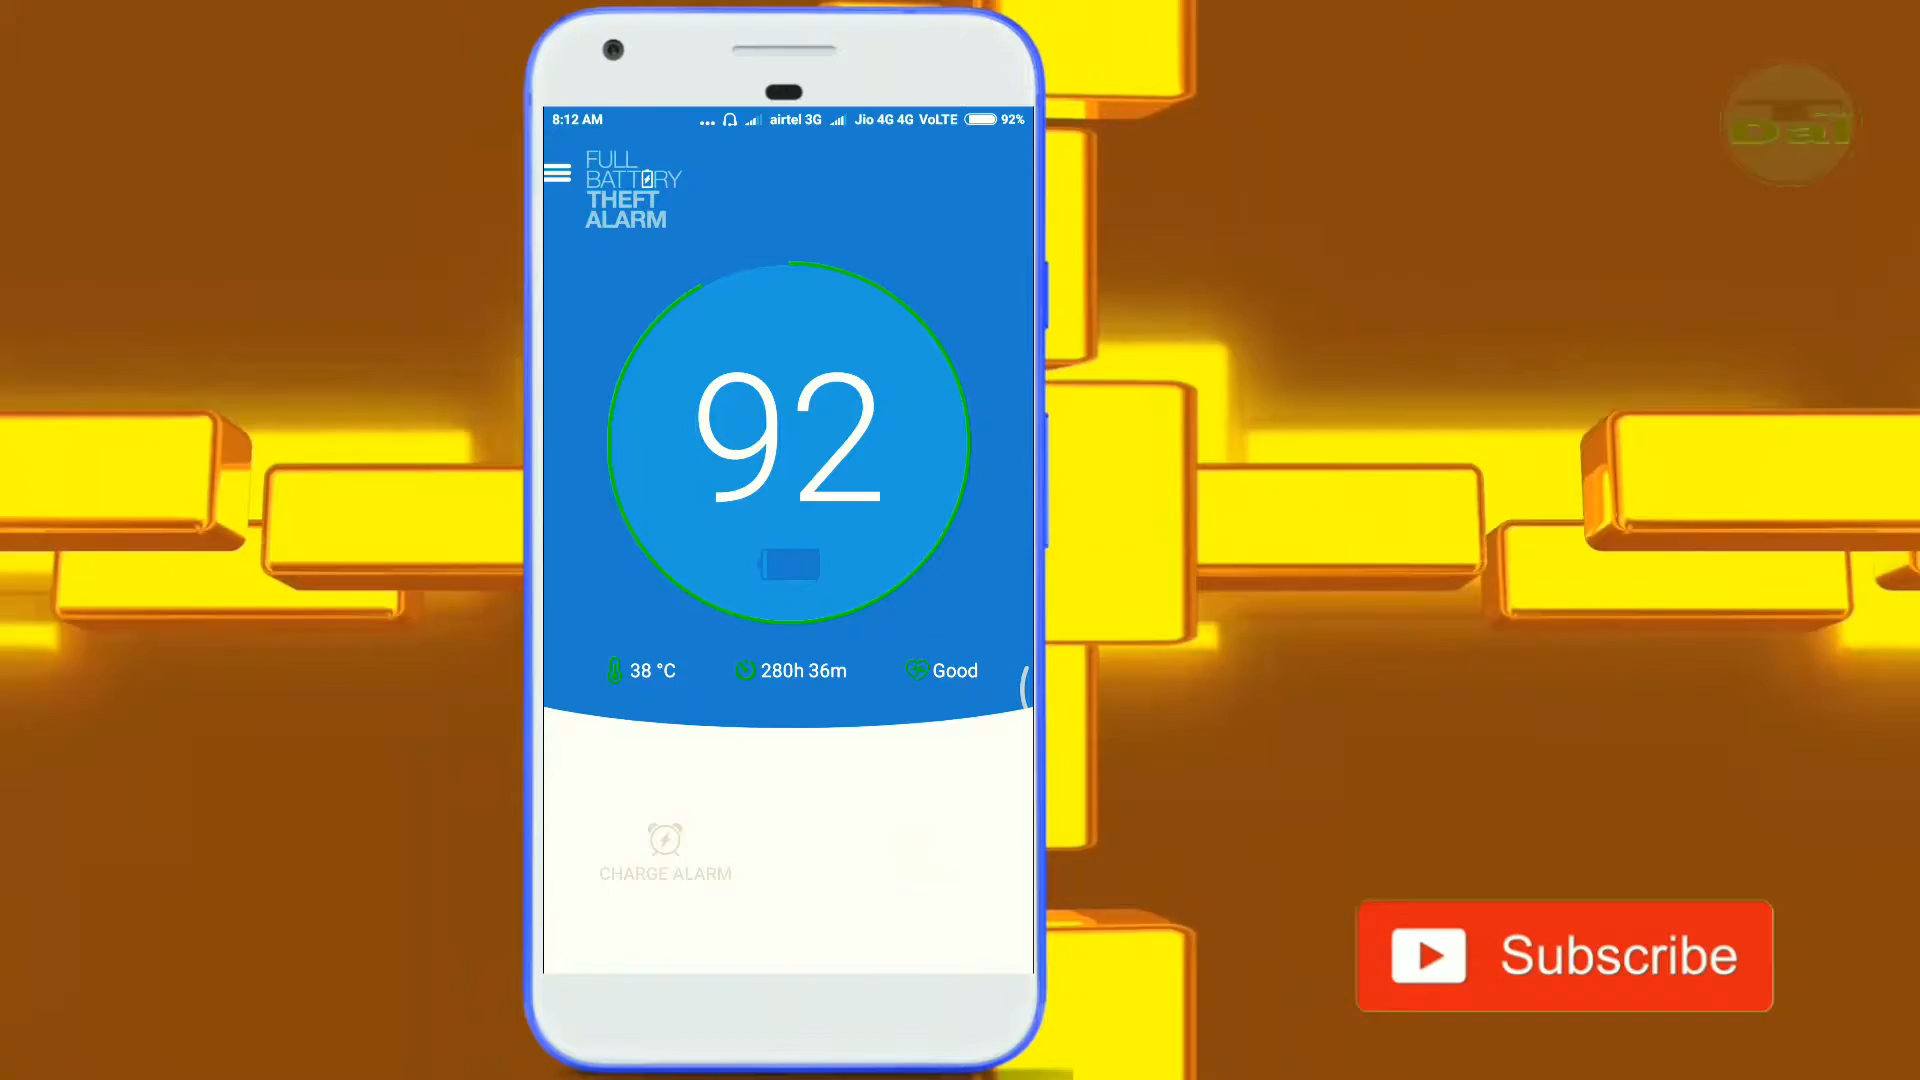 8:12 AM ... airtel 3G Jio 4G 4G VoLTE 92%
FULL
BATTERY
THEFT
ALARM
92
38 °C 280h 36m Good
CHARGE ALARM
Dal
Subscribe